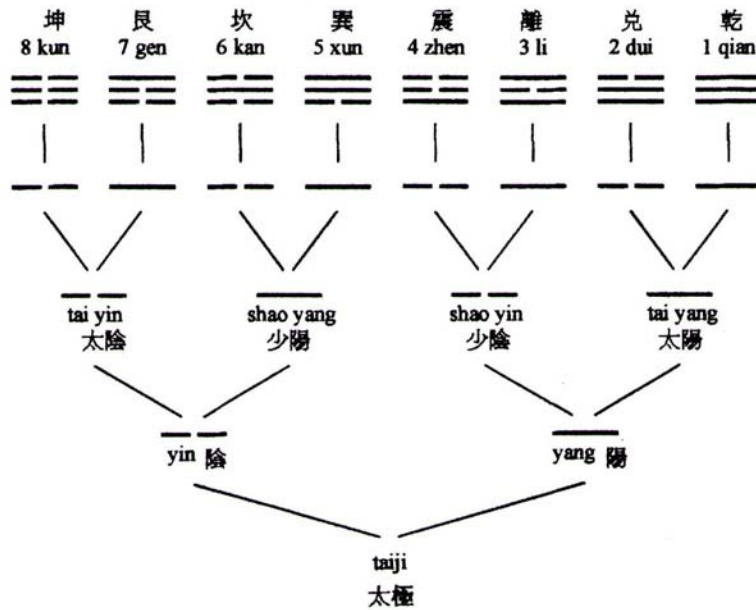 坤 艮 坎 巽 震 離 兑 乾
8 kun 7 gen 6 kan 5 xun 4 zhen 3 li 2 dui 1 qian
tai yin shao yang shao yin tai yang
太陰 少陽 少陰 太陽
yin 陰 yang 陽
taiji
太極